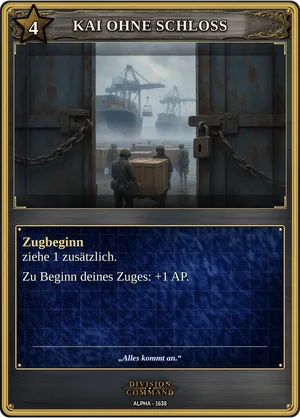 4
KAI OHNE SCHLOSS
Zugbeginn
ziehe 1 zusätzlich.
Zu Beginn deines Zuges: +1 AP.
„Alles kommt an.“
DIVISION
COMMAND
ALPHA - 1638